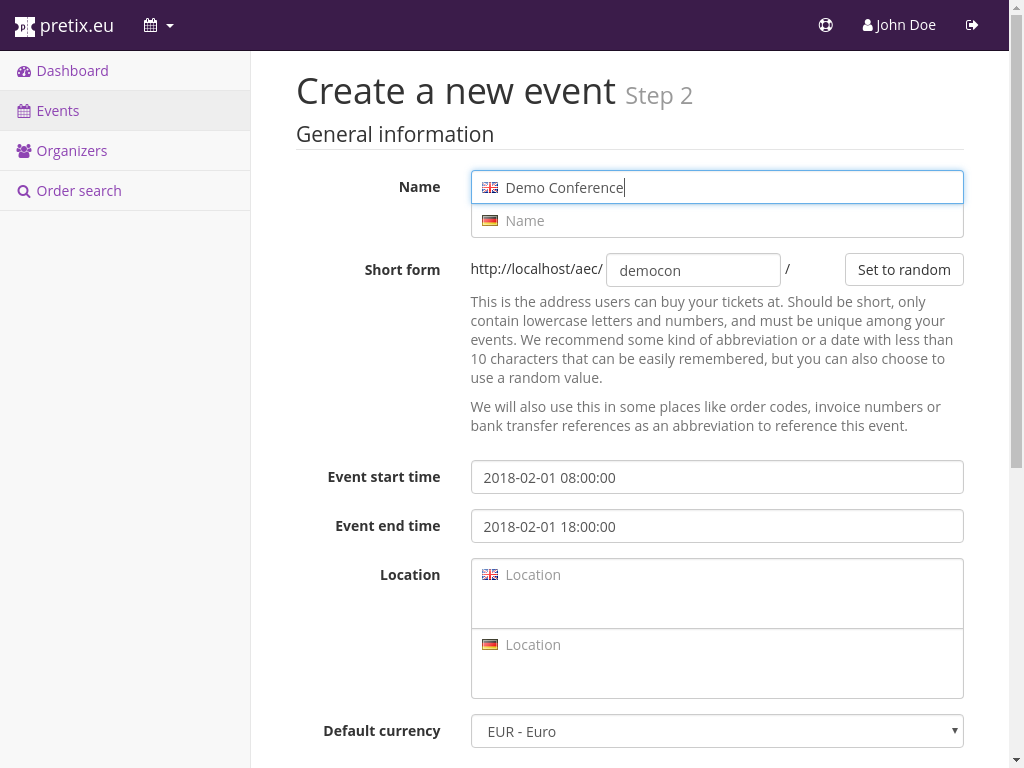 pretix.eu
John Doe
Dashboard
Events
Organizers
Order search
Create a new event Step 2
General information
Name
Demo Conference
Name
Short form
http://localhost/aec/ democon / Set to random
This is the address users can buy your tickets at. Should be short, only
contain lowercase letters and numbers, and must be unique among your
events. We recommend some kind of abbreviation or a date with less than
10 characters that can be easily remembered, but you can also choose to
use a random value.
We will also use this in some places like order codes, invoice numbers or
bank transfer references as an abbreviation to reference this event.
Event start time
2018-02-01 08:00:00
Event end time
2018-02-01 18:00:00
Location
Location
Location
Default currency
EUR - Euro